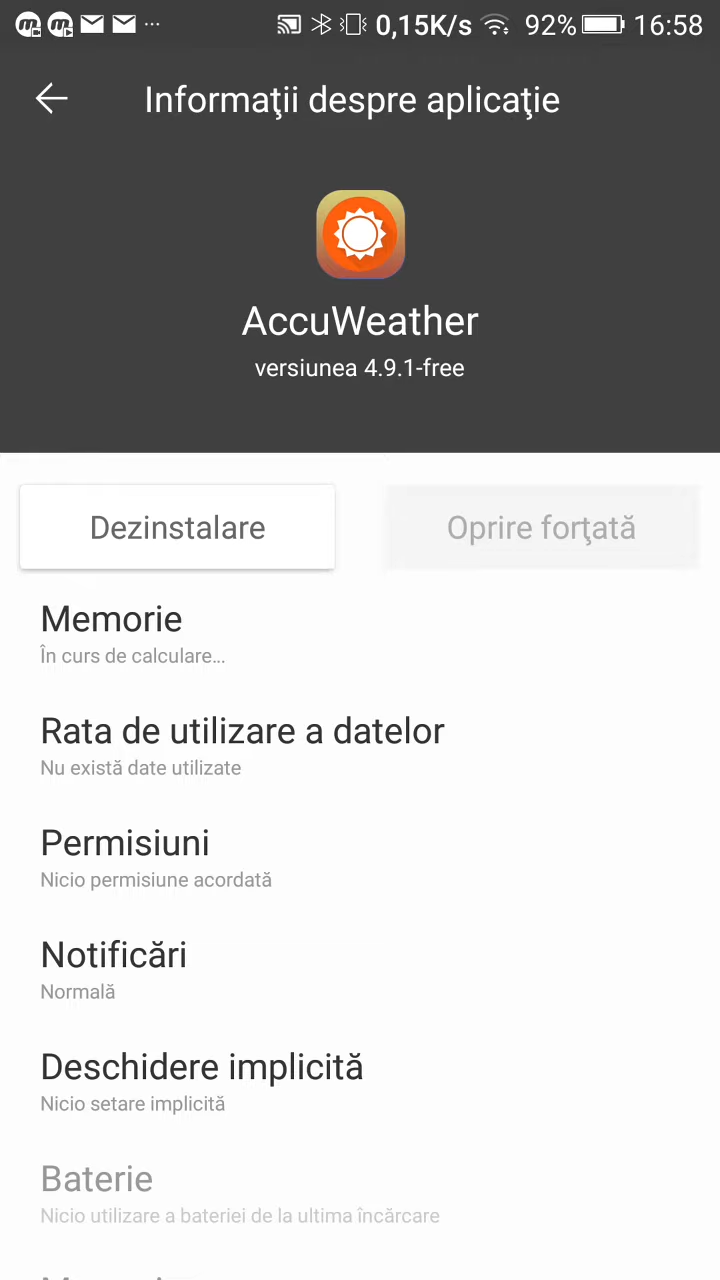 0,15K/s 92% 16:58
Informaţii despre aplicaţie
AccuWeather
versiunea 4.9.1-free
Dezinstalare Oprire forţată
Memorie
În curs de calculare...
Rata de utilizare a datelor
Nu există date utilizate
Permisiuni
Nicio permisiune acordată
Notificări
Normală
Deschidere implicită
Nicio setare implicită
Baterie
Nicio utilizare a bateriei de la ultima încărcare